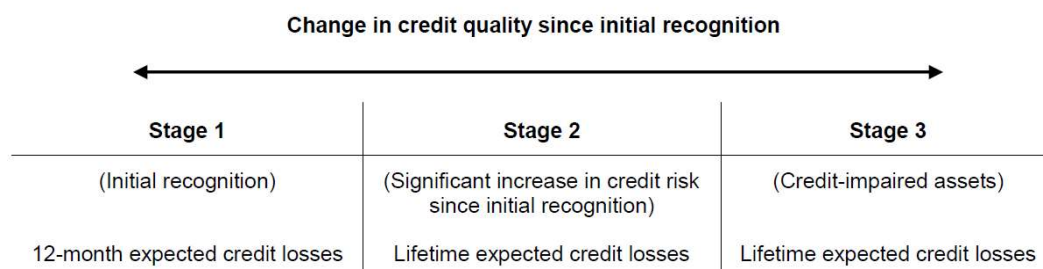 Change in credit quality since initial recognition
Stage 1
Stage 2
Stage 3
(Initial recognition)
(Significant increase in credit risk
since initial recognition)
(Credit-impaired assets)
12-month expected credit losses
Lifetime expected credit losses
Lifetime expected credit losses